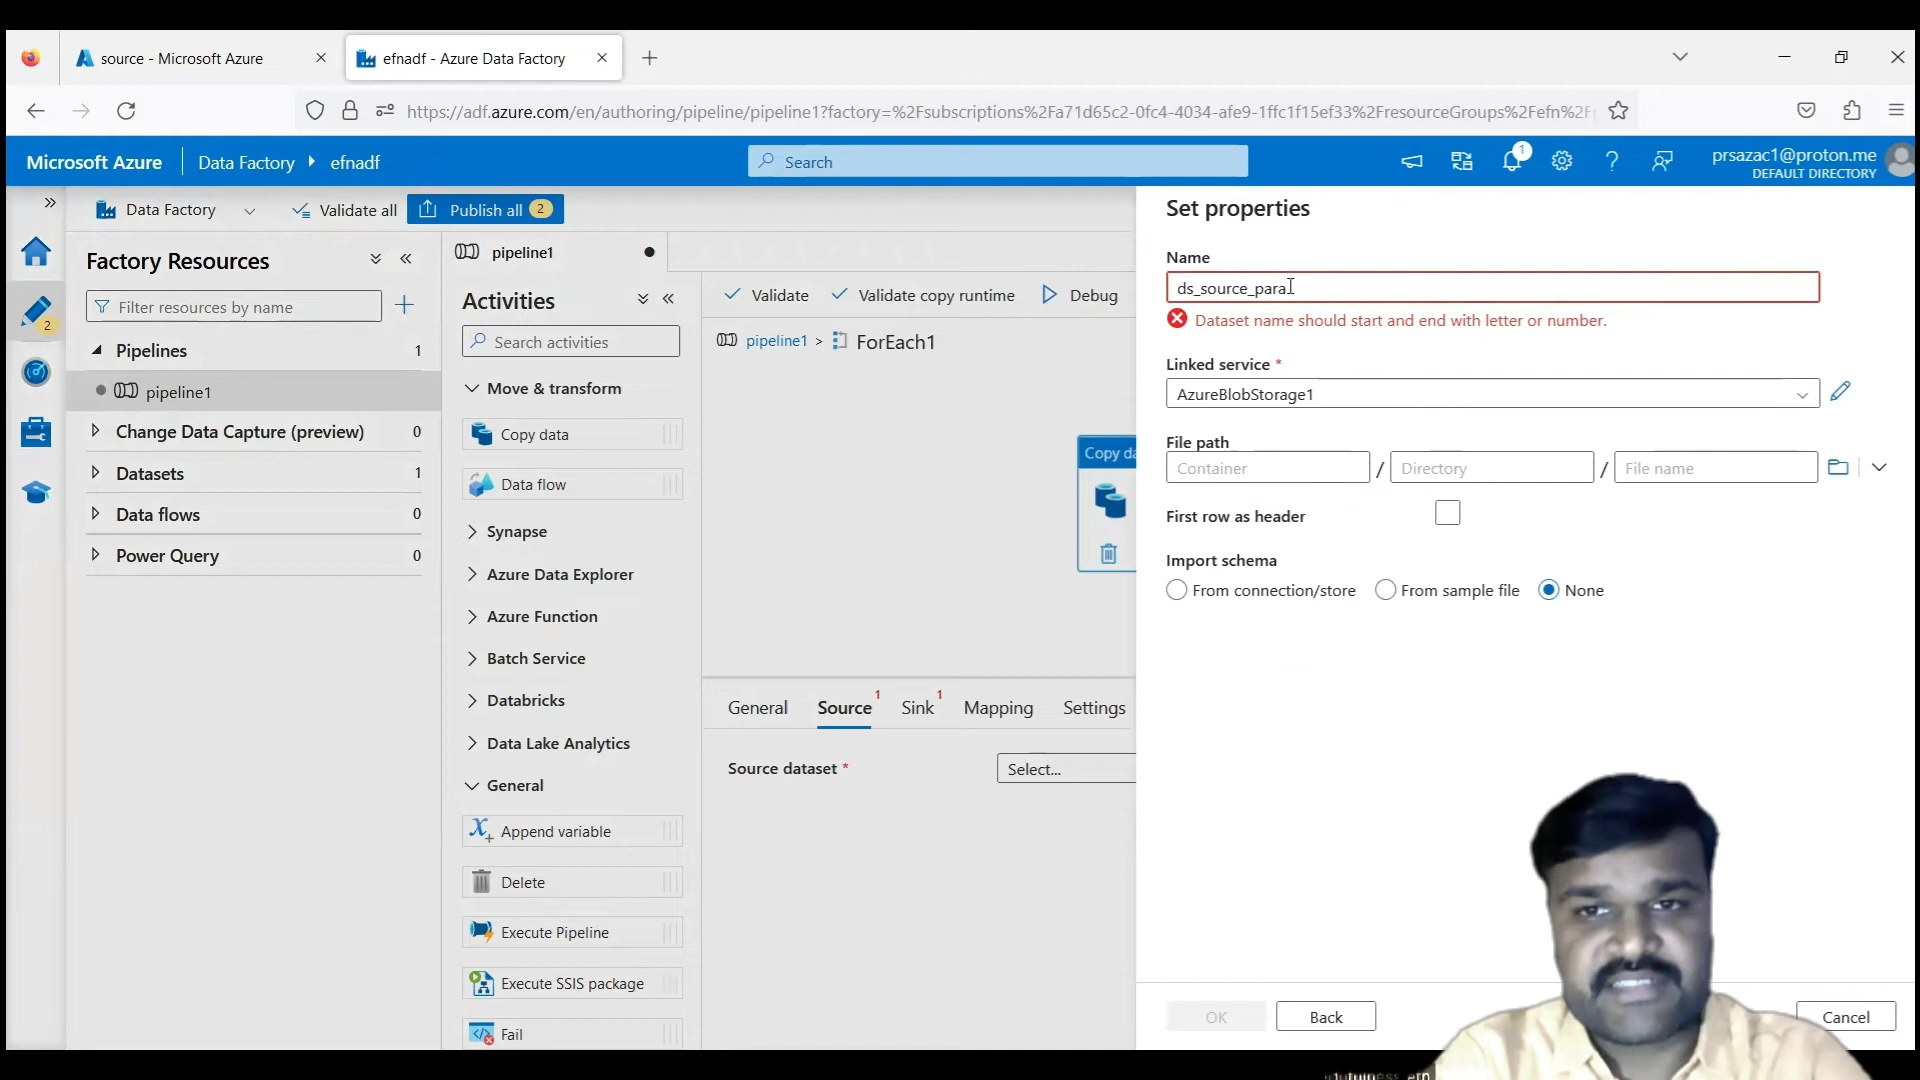 source - Microsoft Azure
efnadf - Azure Data Factory
https://adf.azure.com/en/authoring/pipeline/pipeline1?factory=%2Fsubscriptions%2Fa71d65c2-0fc4-4034-afe9-1ffc1f15ef33%2FresourceGroups%2Fefn%2F
Microsoft Azure
Data Factory
efnadf
Search
1
prsazac1@proton.me
DEFAULT DIRECTORY
Data Factory
Validate all
Publish all 2
2
Factory Resources
Filter resources by name
Pipelines 1
pipeline1
Change Data Capture (preview) 0
Datasets 1
Data flows 0
Power Query 0
pipeline1
Activities
Search activities
Move & transform
Copy data
Data flow
Synapse
Azure Data Explorer
Azure Function
Batch Service
Databricks
Data Lake Analytics
General
Append variable
Delete
Execute Pipeline
Execute SSIS package
Fail
Validate
Validate copy runtime
Debug
pipeline1 > ForEach1
Copy da
General
Source 1
Sink 1
Mapping
Settings
Source dataset *
Select...
Set properties
Name
ds_source_para
Dataset name should start and end with letter or number.
Linked service *
AzureBlobStorage1
File path
Container / Directory / File name
First row as header
Import schema
From connection/store
From sample file
None
OK
Back
Cancel